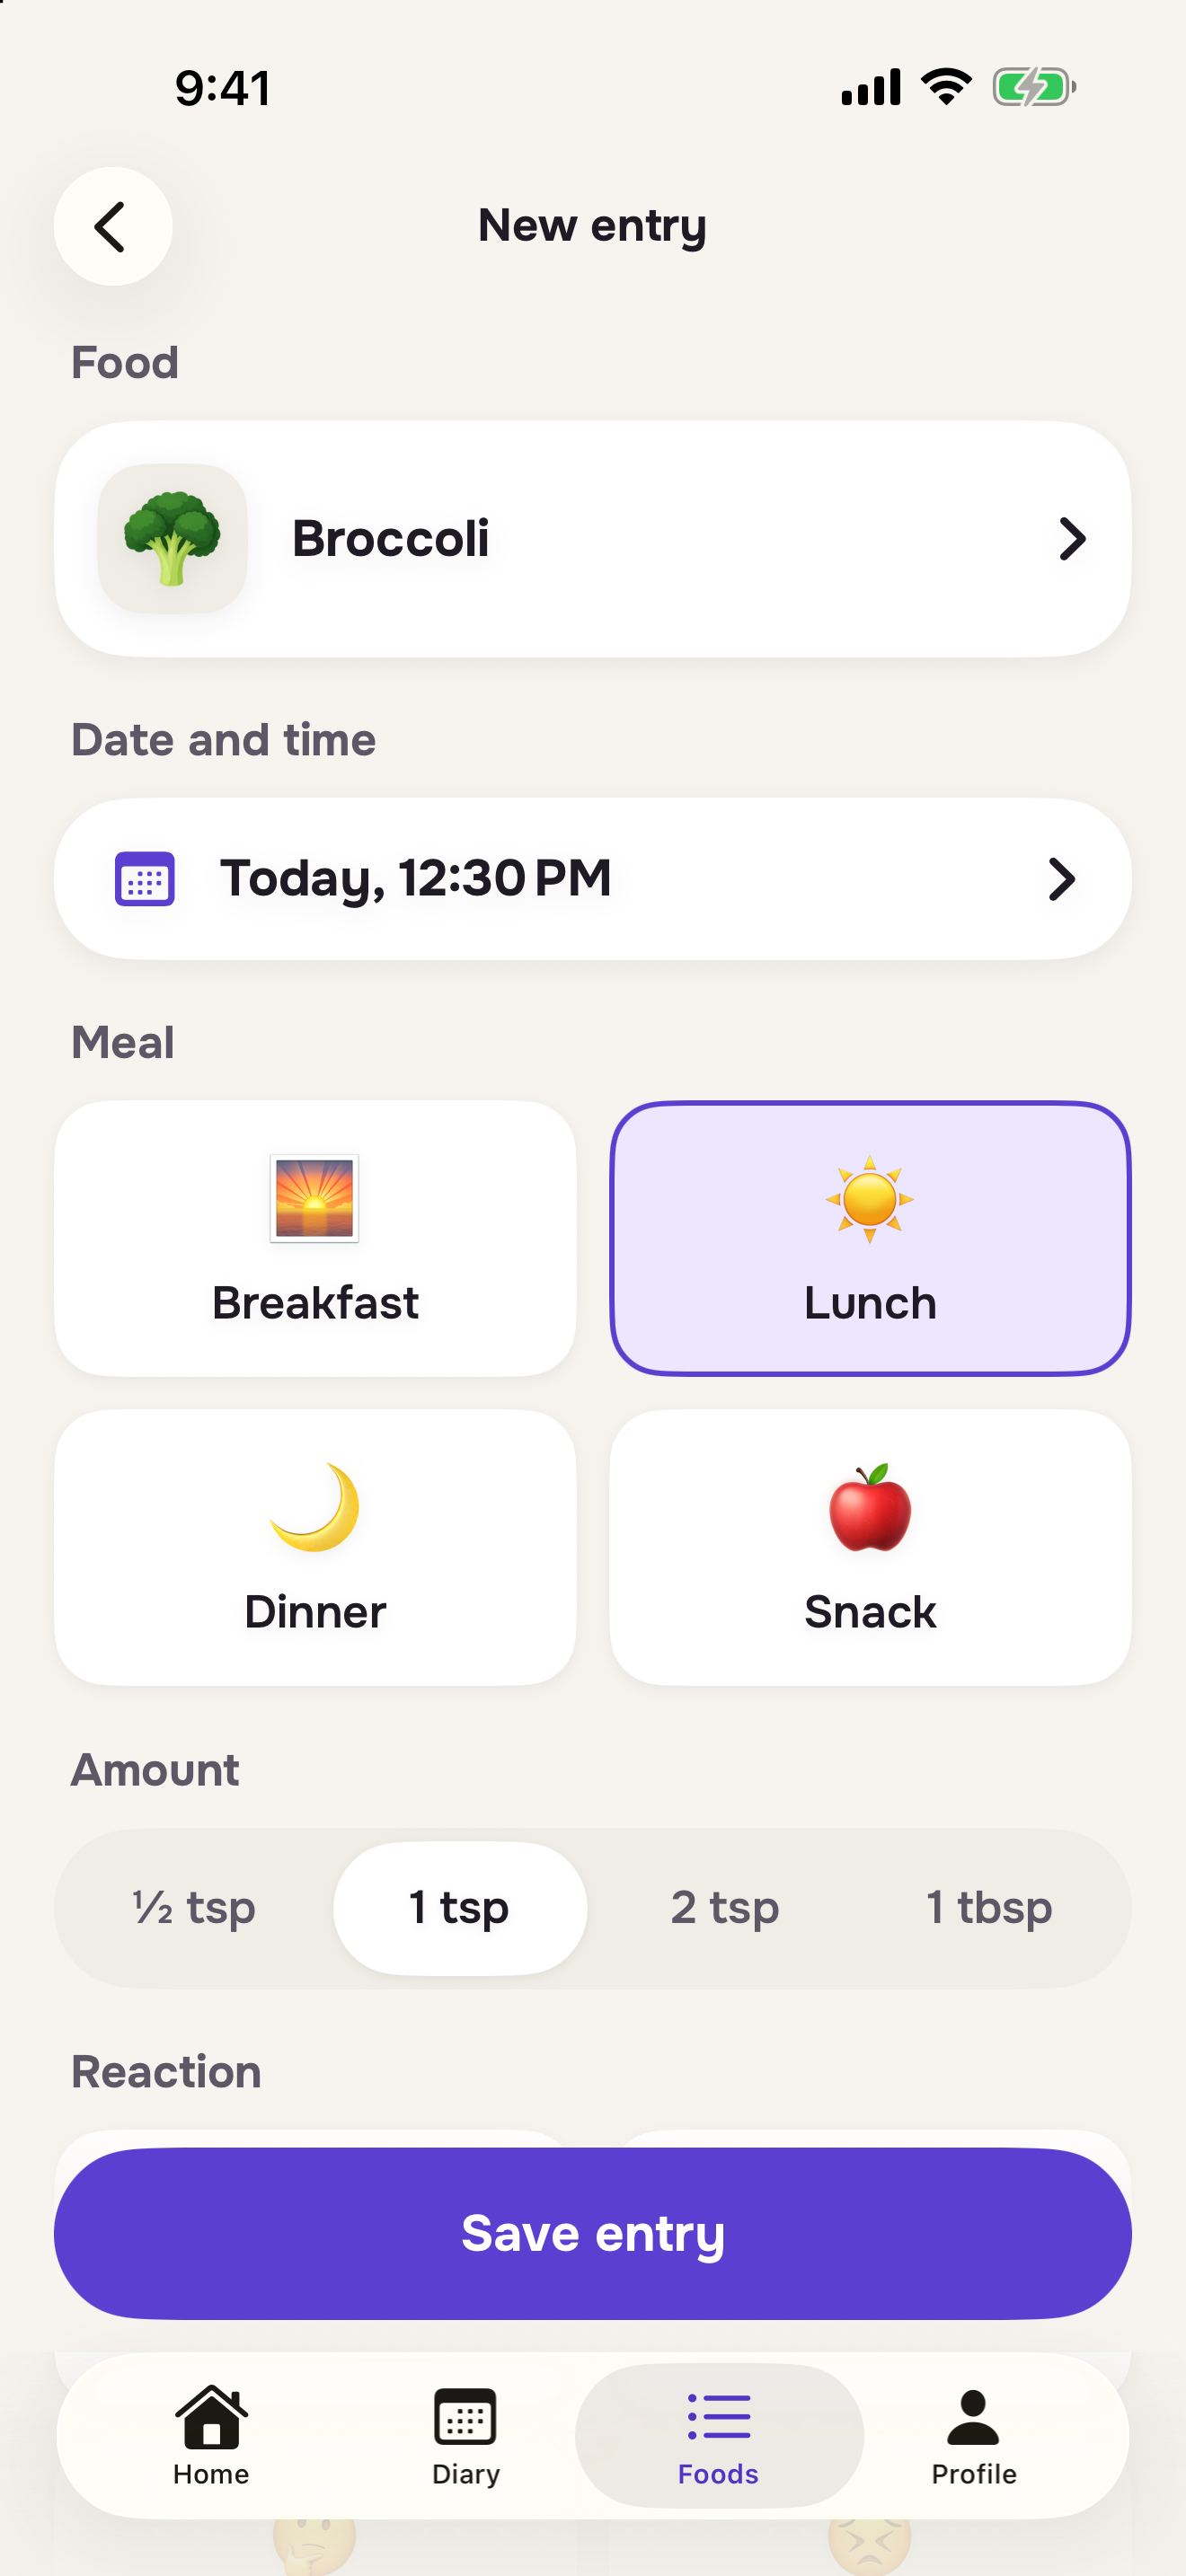 9:41
New entry
Food
Broccoli
Date and time
Today, 12:30 PM
Meal
Breakfast
Lunch
Dinner
Snack
Amount
½ tsp
1 tsp
2 tsp
1 tbsp
Reaction
Save entry
Home
Diary
Foods
Profile